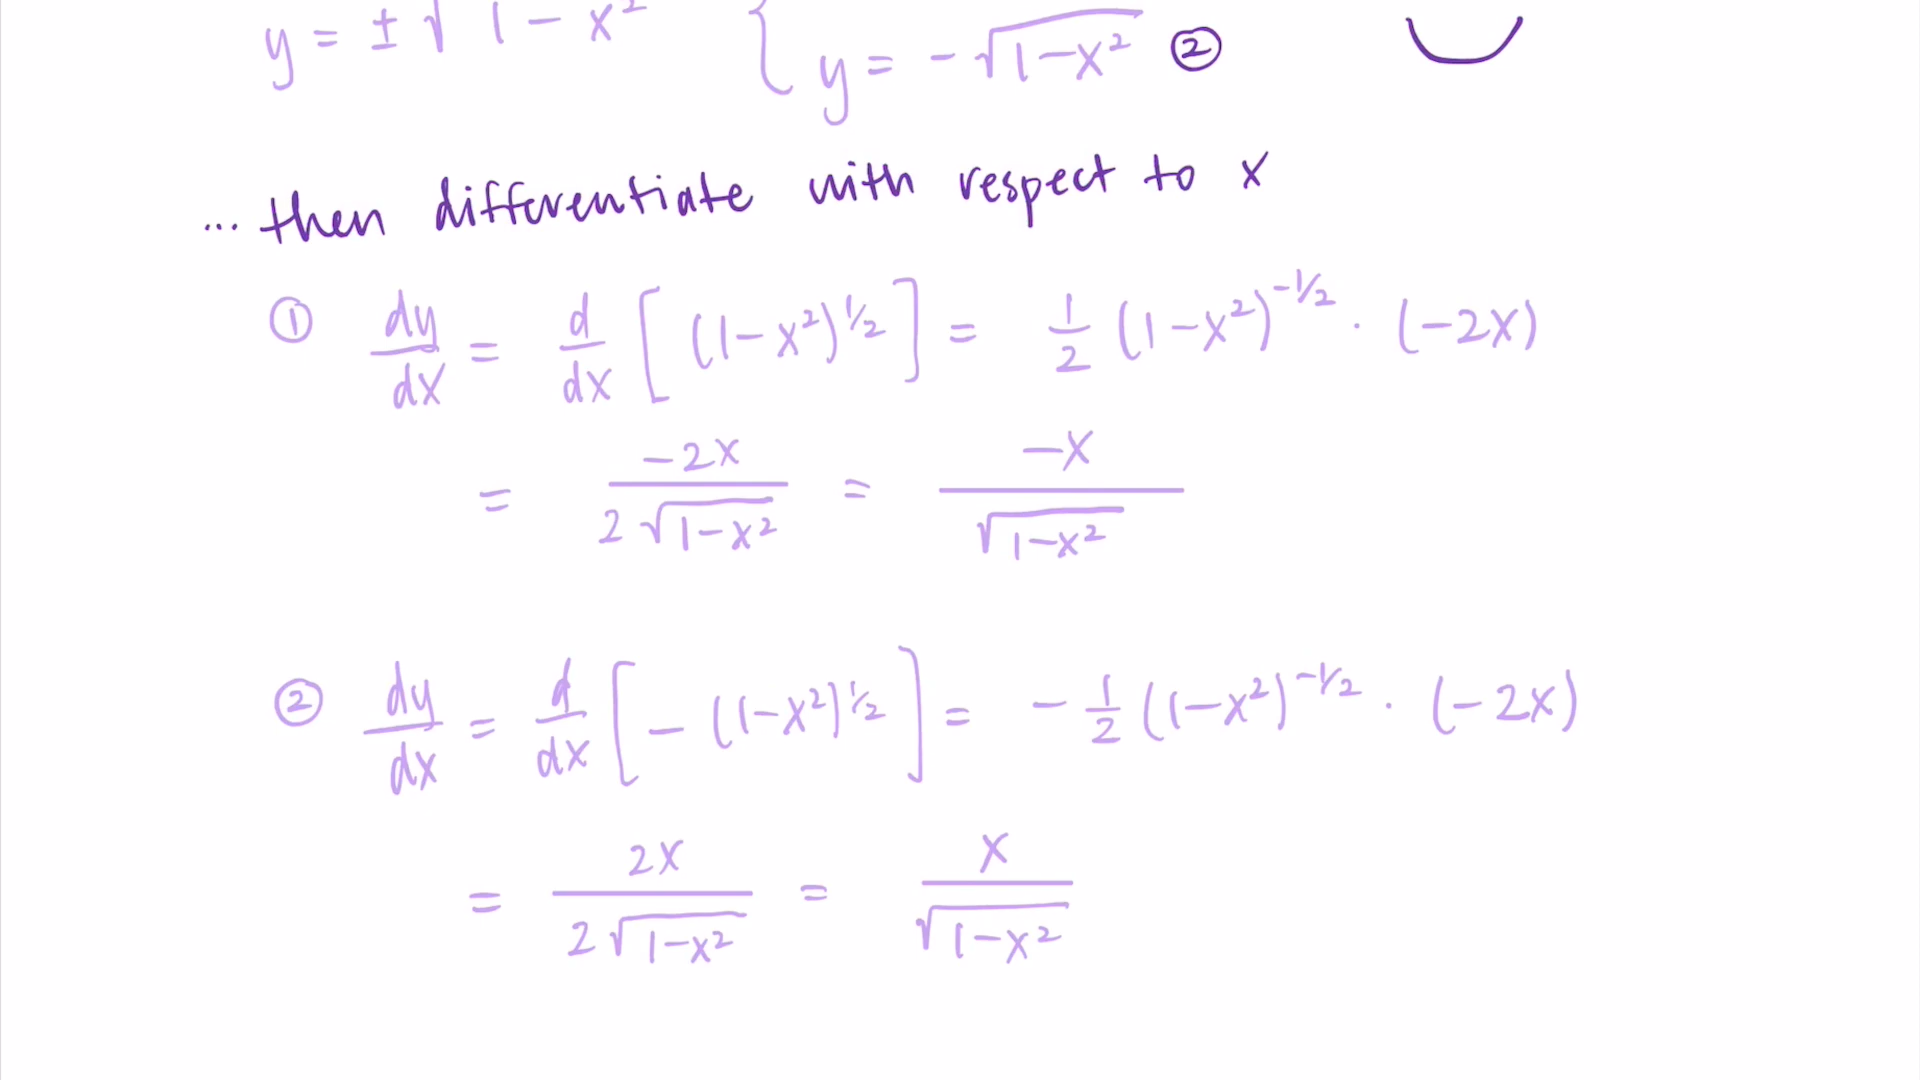 y = ± √ 1 - x² { y = - √1-x² ②
... then differentiate with respect to x
① dy/dx = d/dx [ (1-x²)^1/2 ] = 1/2 (1-x²)^-1/2 · (-2x)
= -2x / 2√1-x² = -x / √1-x²
② dy/dx = d/dx [ - (1-x²)^1/2 ] = - 1/2 (1-x²)^-1/2 · (-2x)
= 2x / 2√1-x² = x / √1-x²